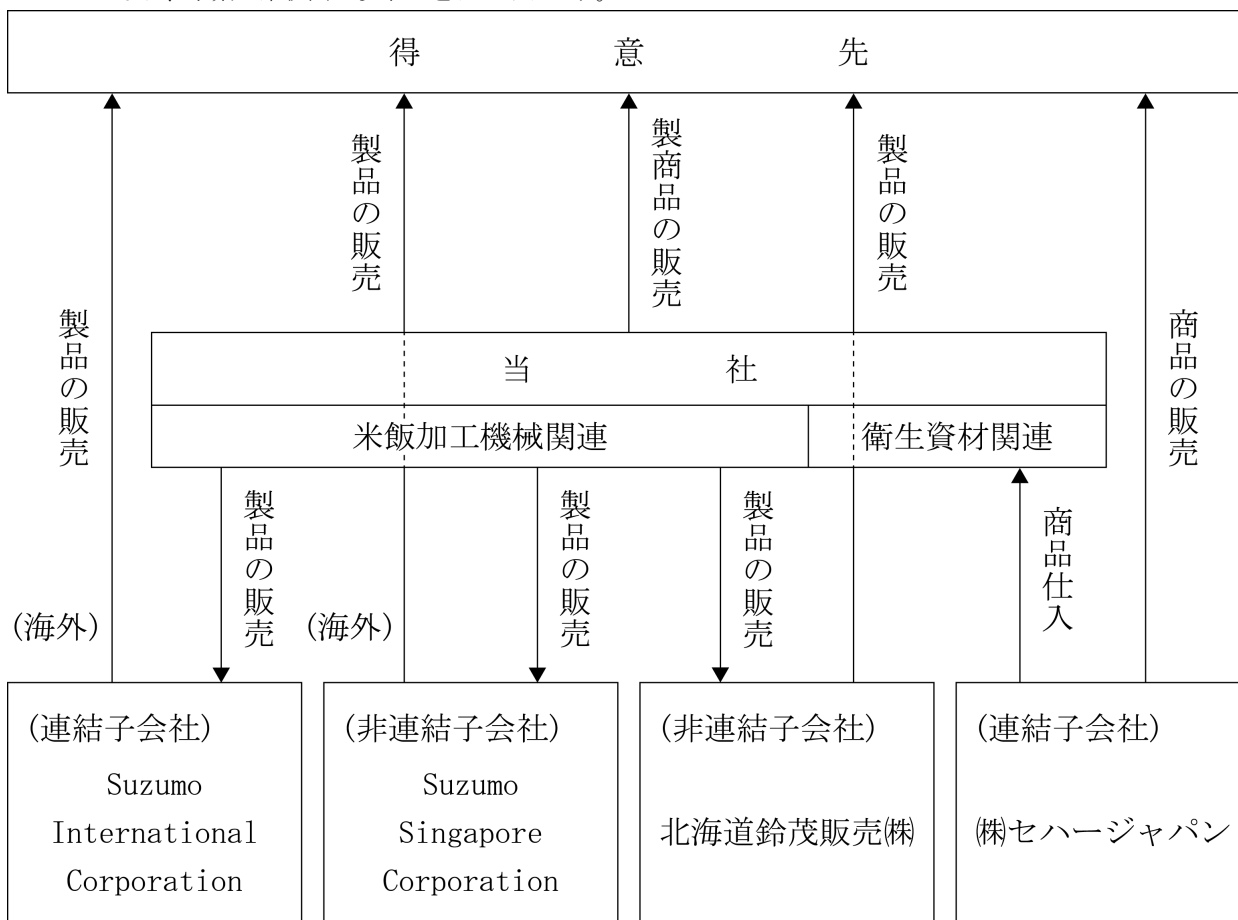 得意先
製品の販売
製商品の販売
製品の販売
製品の販売
商品の販売
当社
米飯加工機械関連
衛生資材関連
製品の販売
製品の販売
製品の販売
商品仕入
(海外)
(海外)
(連結子会社)
Suzumo
International
Corporation
(非連結子会社)
Suzumo
Singapore
Corporation
(非連結子会社)
北海道鈴茂販売㈱
(連結子会社)
㈱セハージャパン